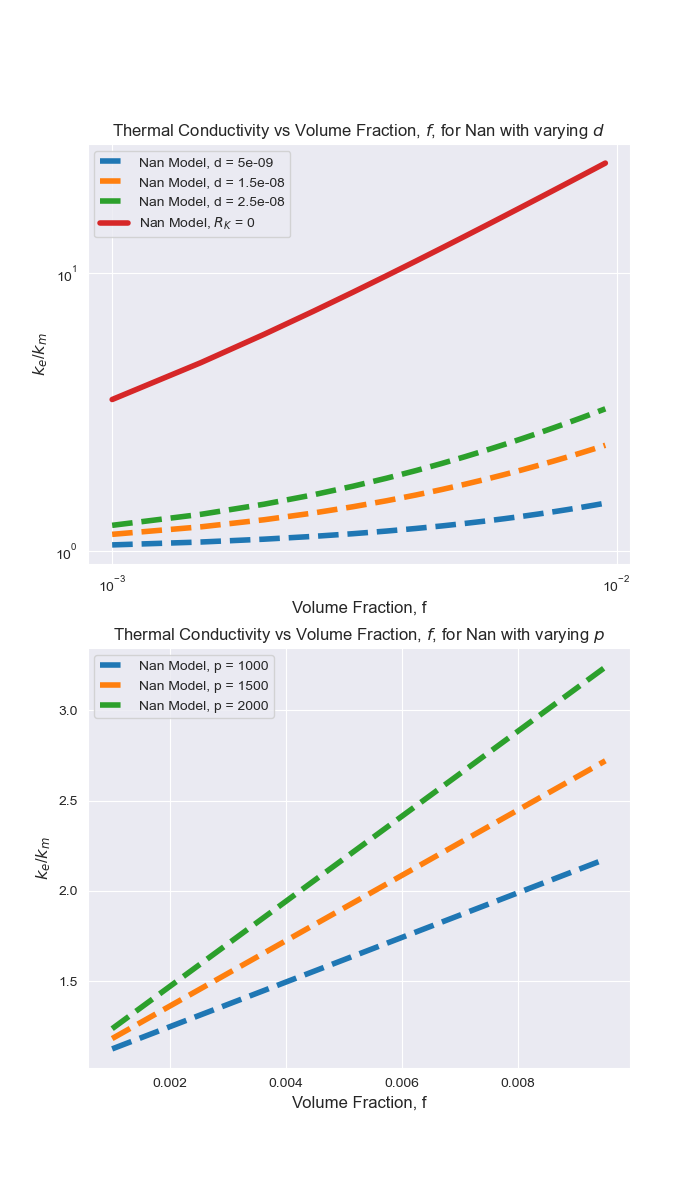 Thermal Conductivity vs Volume Fraction, f, for Nan with varying d
Nan Model, d = 5e-09
Nan Model, d = 1.5e-08
Nan Model, d = 2.5e-08
Nan Model, R_K = 0
10^1
10^0
k_e/k_m
10^−3
10^−2
Volume Fraction, f
Thermal Conductivity vs Volume Fraction, f, for Nan with varying p
Nan Model, p = 1000
Nan Model, p = 1500
Nan Model, p = 2000
3.0
2.5
2.0
1.5
k_e/k_m
0.002
0.004
0.006
0.008
Volume Fraction, f